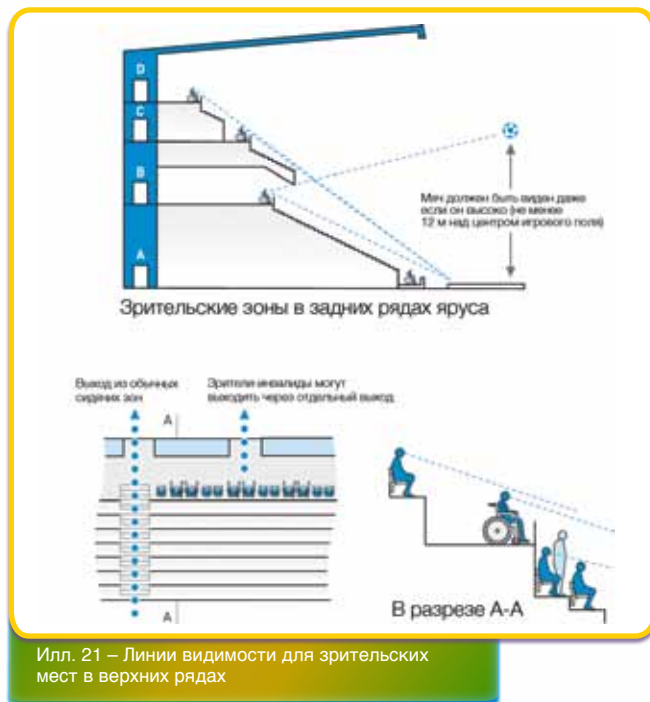 D
C
B
A
Мяч должен быть виден даже
если он высоко (не менее
12 м над центром игрового поля)
Зрительские зоны в задних рядах яруса
Выход из обычных
сидячих зон
Зрители инвалиды могут
выходить через отдельный выход
A
A
В разрезе А-А
Илл. 21 – Линии видимости для зрительских
мест в верхних рядах